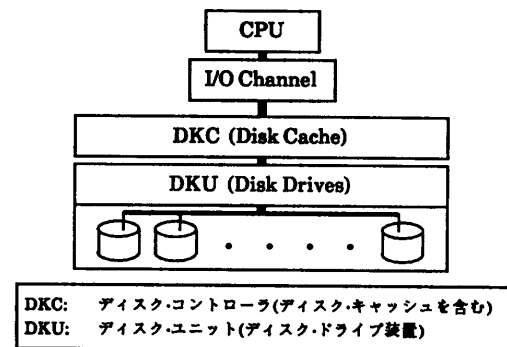 CPU
I/O Channel
DKC (Disk Cache)
DKU (Disk Drives)
DKC: ディスク･コントローラ(ディスク･キャッシュを含む)
DKU: ディスク･ユニット(ディスク･ドライブ装置)